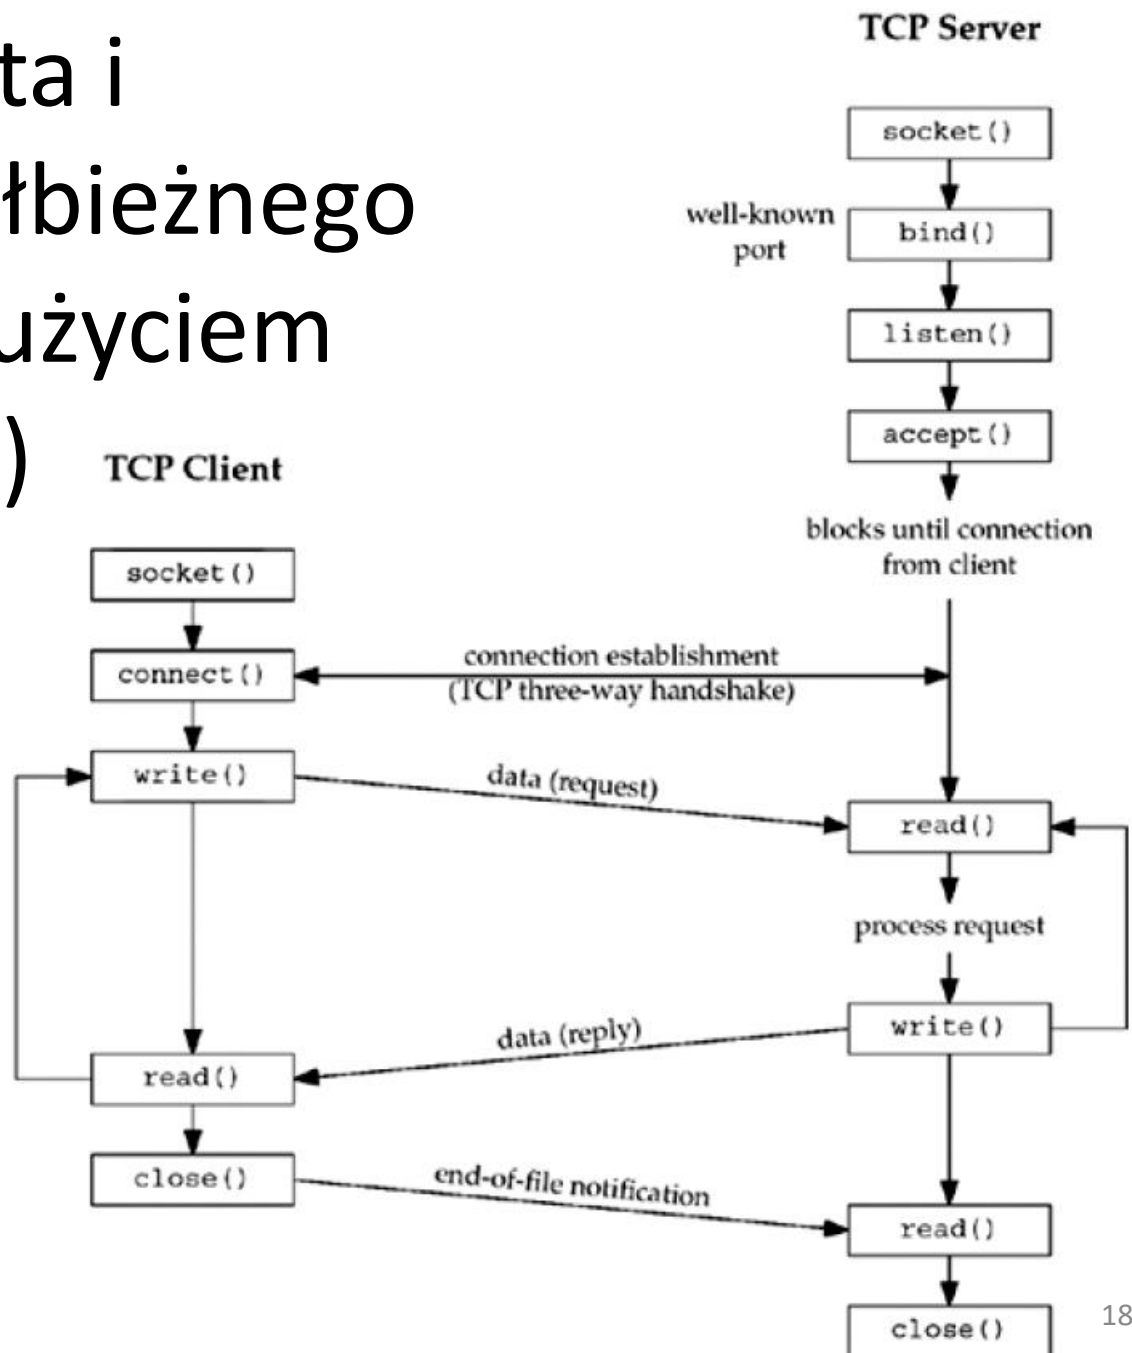 ta i
łbieżnego
użyciem
)
TCP Server
socket()
well-known
port
bind()
listen()
accept()
blocks until connection
from client
TCP Client
socket()
connect()
connection establishment
(TCP three-way handshake)
write()
data (request)
read()
process request
write()
data (reply)
read()
close()
end-of-file notification
read()
close()
18